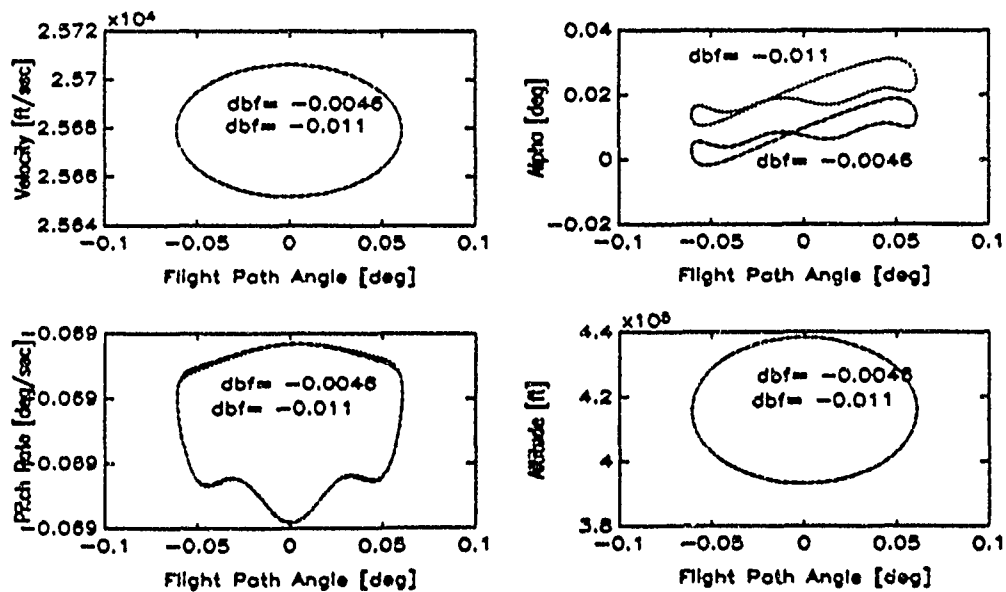 ×10⁴
2.572
2.57
2.568
2.566
2.564
Velocity [ft/sec]
dbf= -0.0046
dbf= -0.011
-0.1 -0.05 0 0.05 0.1
Flight Path Angle [deg]
0.04
0.02
0
-0.02
Alpha [deg]
dbf= -0.011
dbf= -0.0046
-0.1 -0.05 0 0.05 0.1
Flight Path Angle [deg]
-0.069
-0.069
-0.069
-0.069
Pitch Rate [deg/sec]
dbf= -0.0046
dbf= -0.011
-0.1 -0.05 0 0.05 0.1
Flight Path Angle [deg]
4.4
4.2
4
3.8
Altitude [ft]
dbf= -0.0046
dbf= -0.011
-0.1 -0.05 0 0.05 0.1
Flight Path Angle [deg]